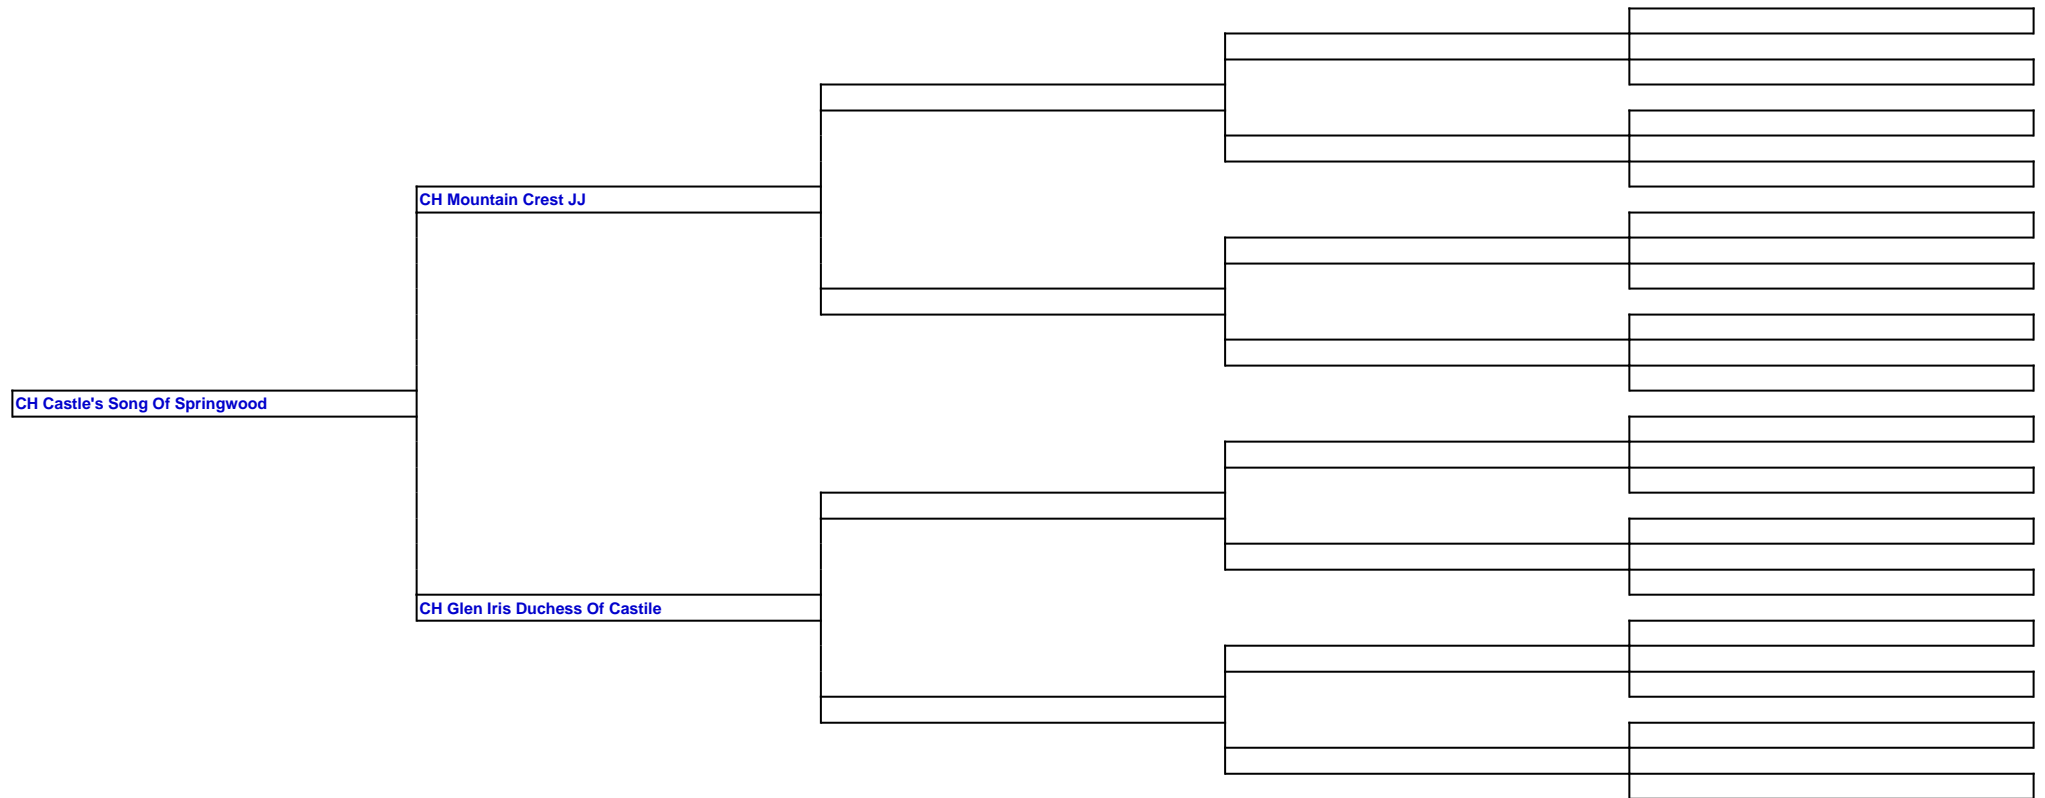 CH Mountain Crest JJ
CH Castle's Song Of Springwood
CH Glen Iris Duchess Of Castile